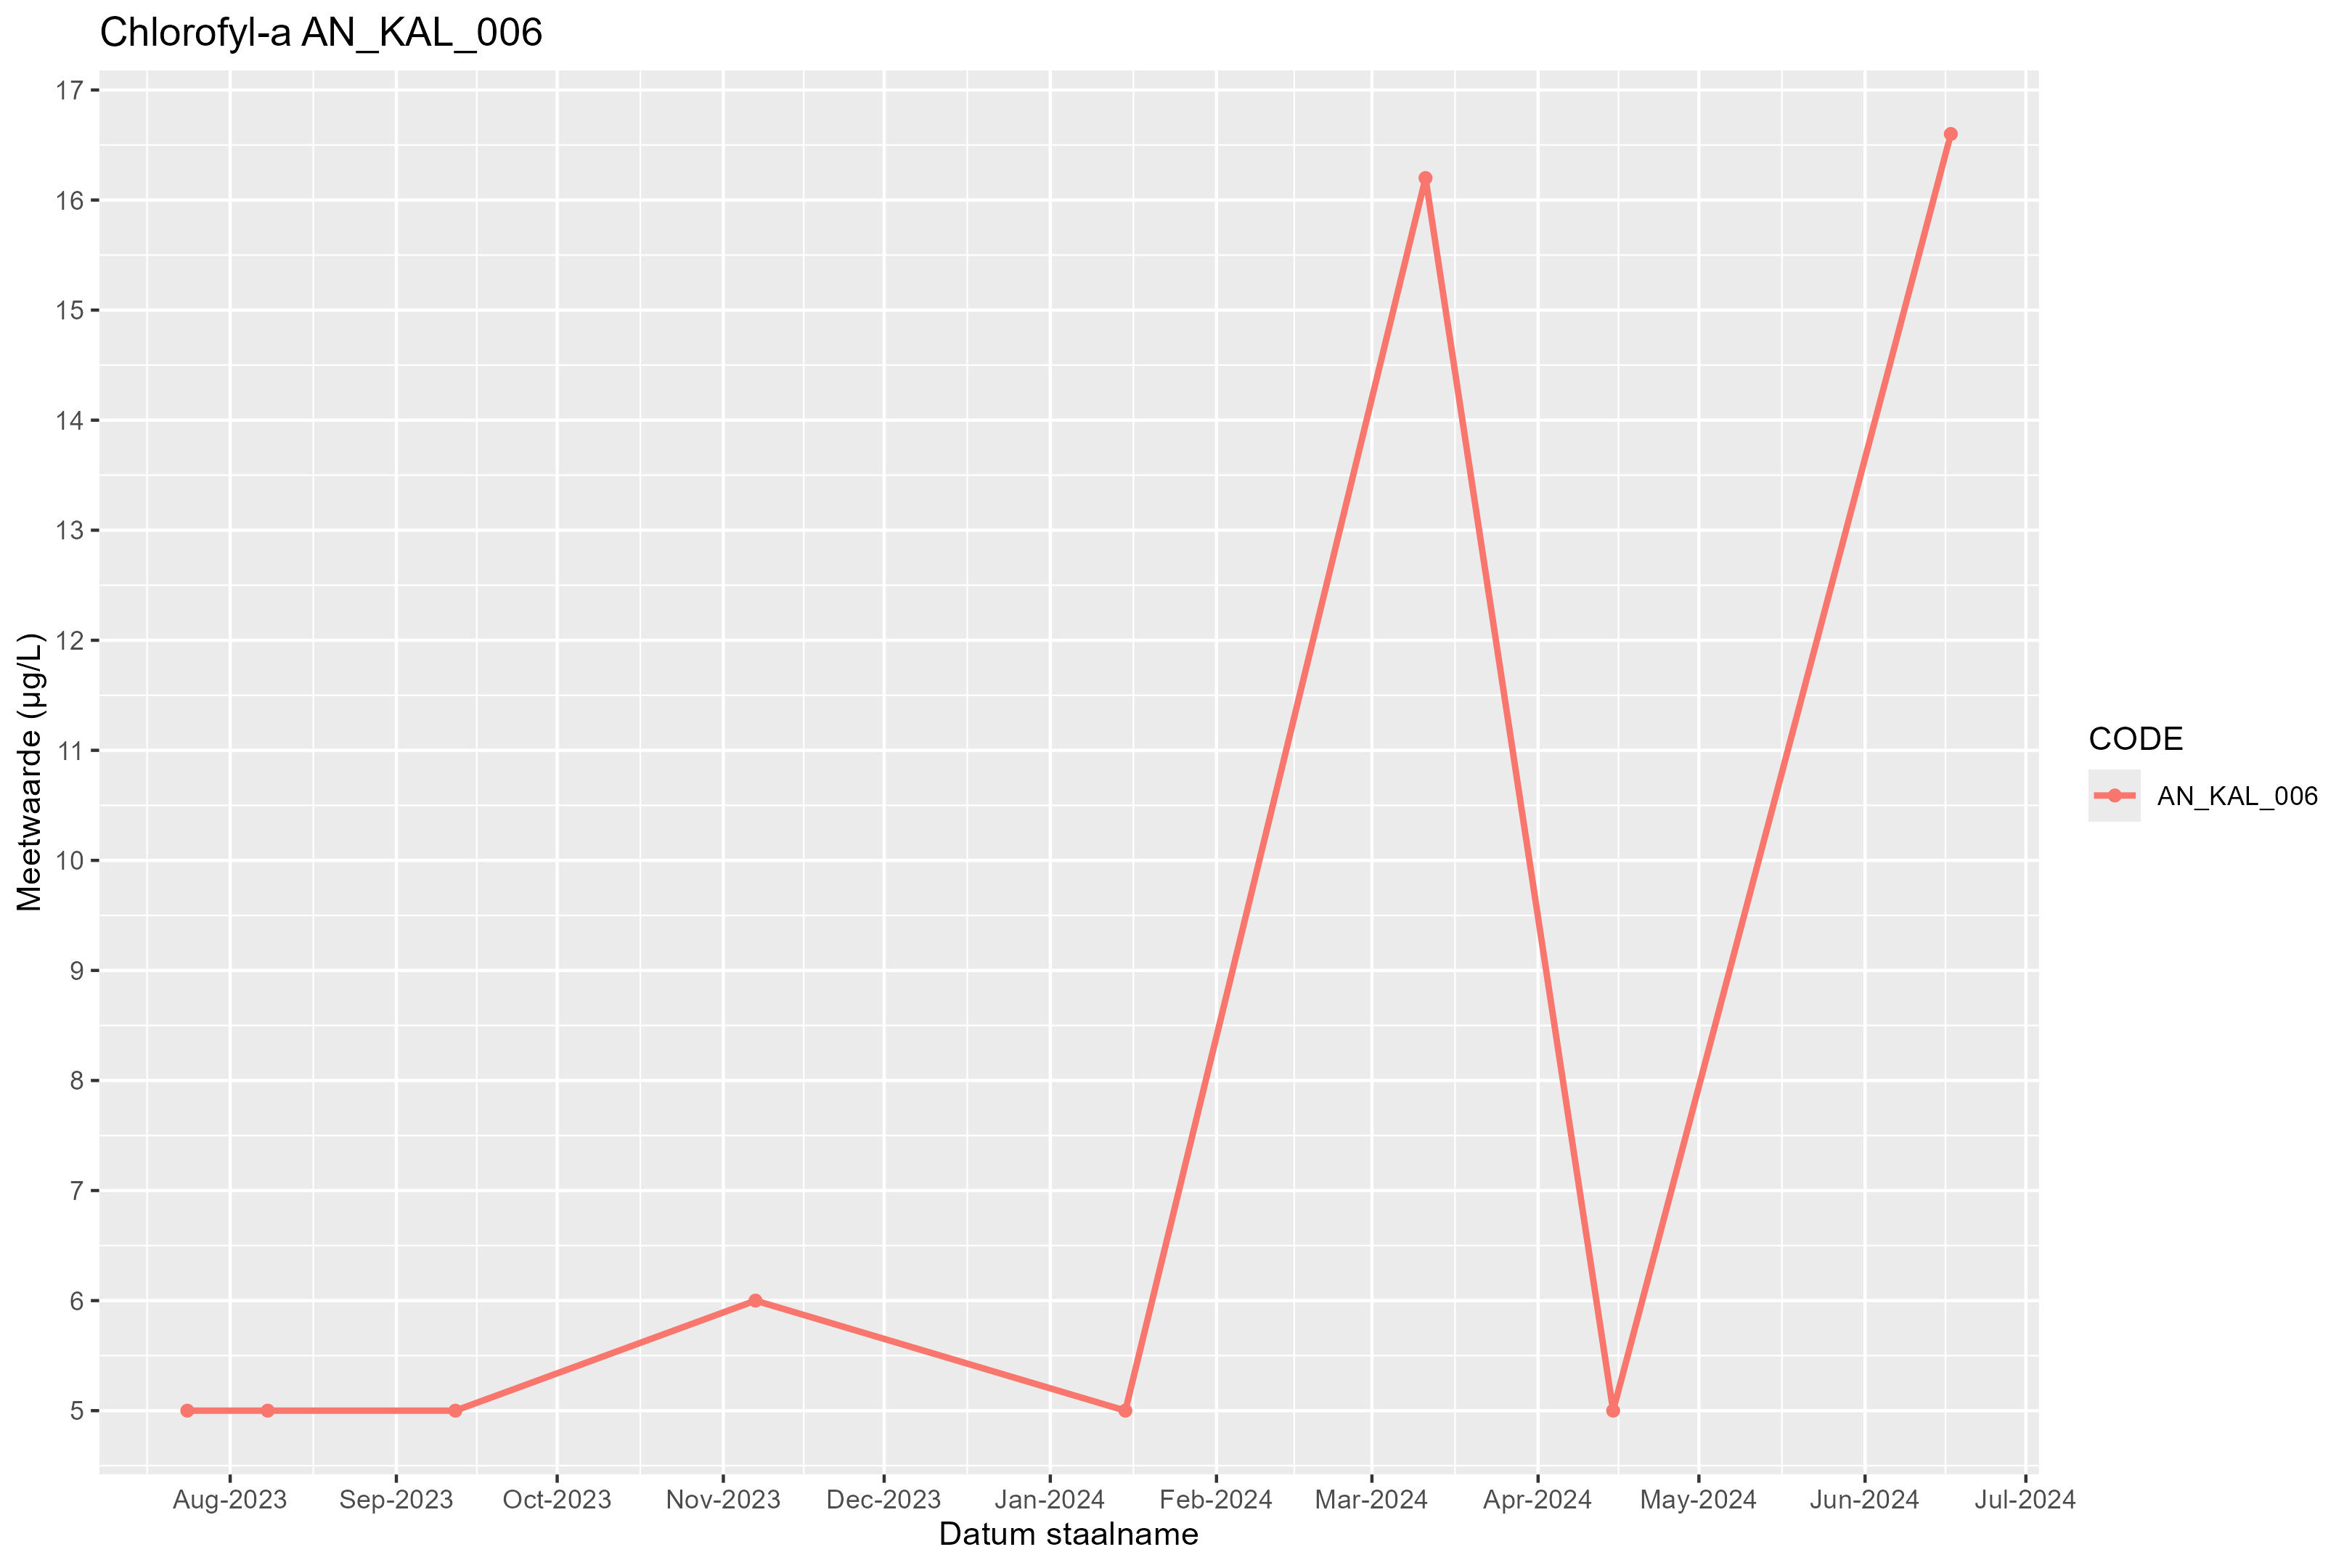 Chlorofyl-a AN_KAL_006
Meetwaarde (µg/L)
17
16
15
14
13
12
11
10
9
8
7
6
5
Aug-2023 Sep-2023 Oct-2023 Nov-2023 Dec-2023 Jan-2024 Feb-2024 Mar-2024 Apr-2024 May-2024 Jun-2024 Jul-2024
Datum staalname
CODE
AN_KAL_006